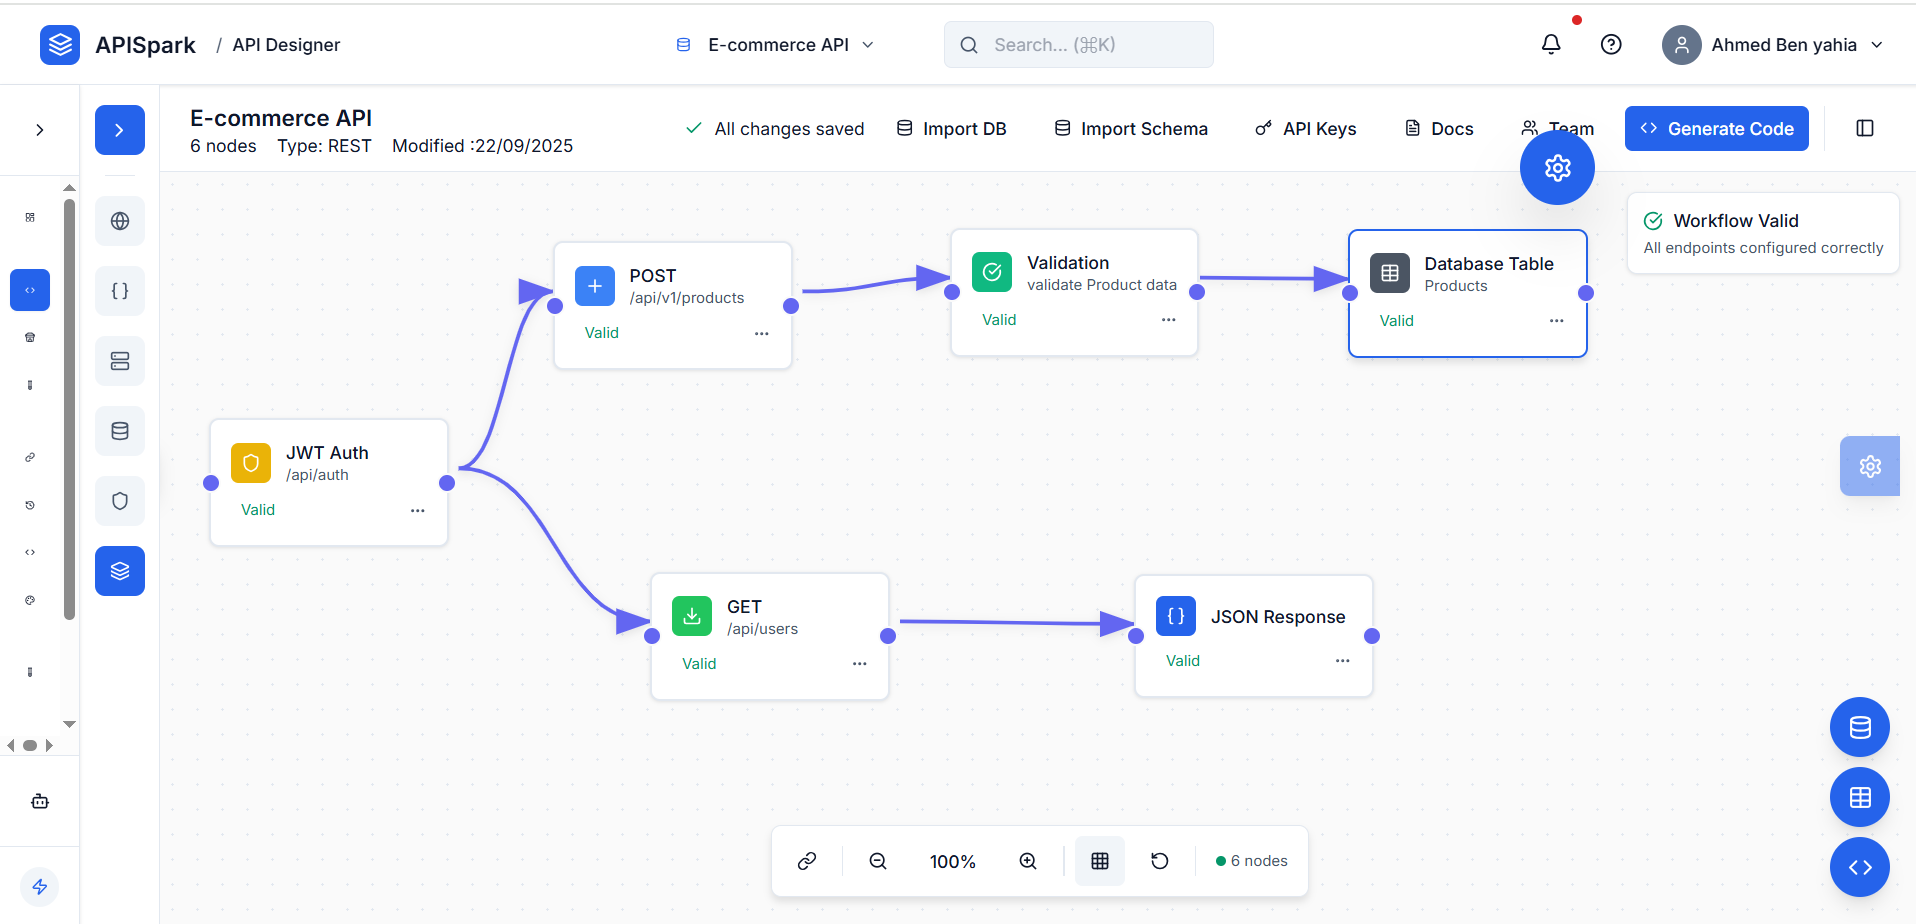 APISpark / API Designer
E-commerce API
Search... (⌘K)
Ahmed Ben yahia
E-commerce API
6 nodes Type: REST Modified :22/09/2025
All changes saved
Import DB
Import Schema
API Keys
Docs
Team
Generate Code
Workflow Valid
All endpoints configured correctly
POST
/api/v1/products
Valid
Validation
validate Product data
Valid
Database Table
Products
Valid
JWT Auth
/api/auth
Valid
GET
/api/users
Valid
JSON Response
Valid
100%
6 nodes